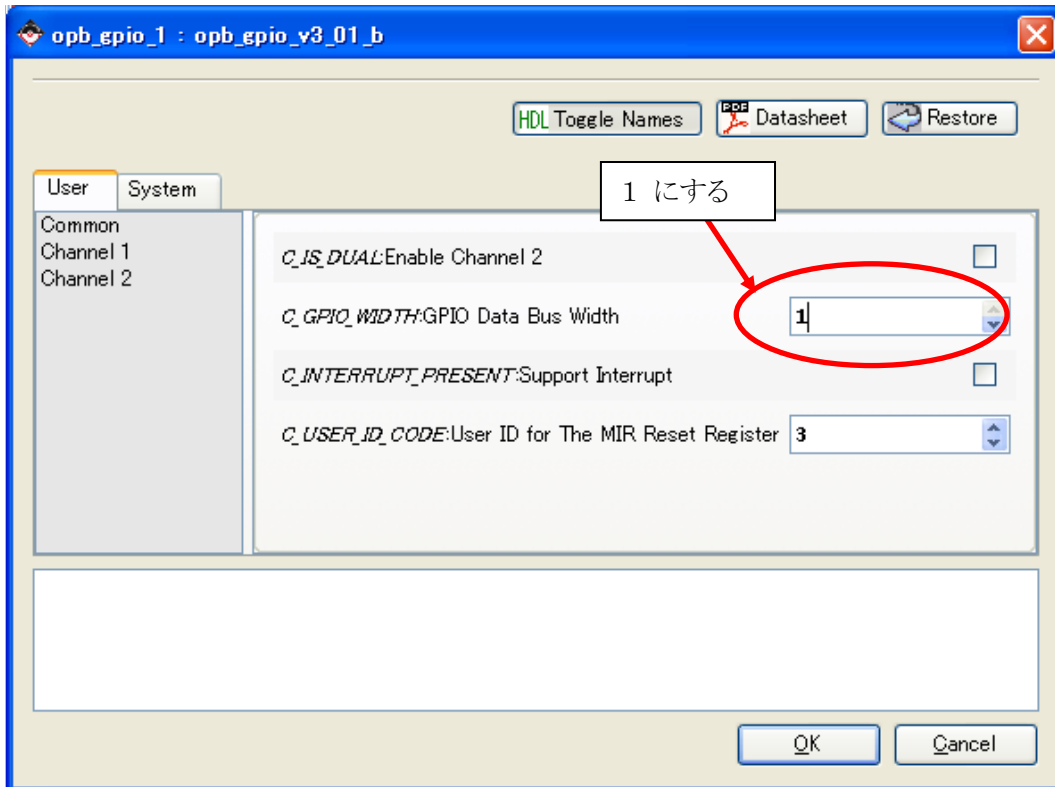 opb_gpio_1 : opb_gpio_v3_01_b
HDL Toggle Names
PDF Datasheet
Restore
1 にする
User
System
Common
Channel 1
Channel 2
C_IS_DUAL:Enable Channel 2
C_GPIO_WIDTH:GPIO Data Bus Width 1
C_INTERRUPT_PRESENT:Support Interrupt
C_USER_ID_CODE:User ID for The MIR Reset Register 3
OK
Cancel